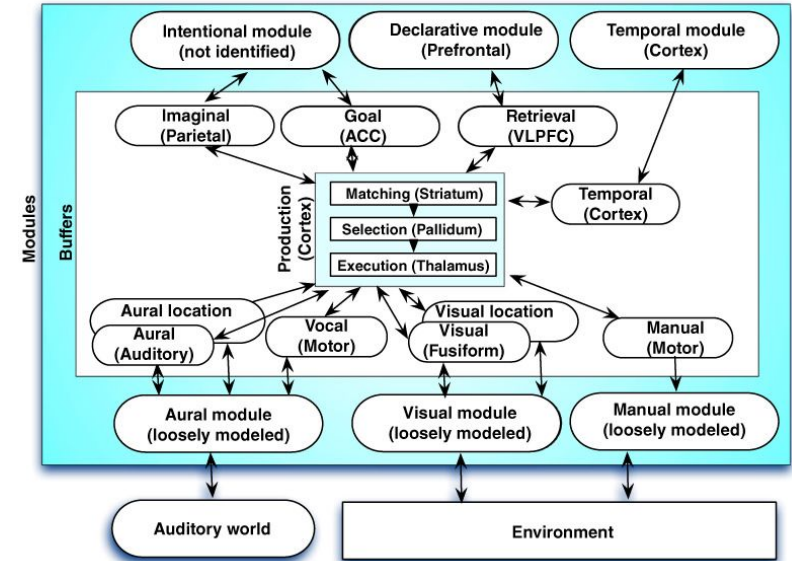 Intentional module
(not identified)
Declarative module
(Prefrontal)
Temporal module
(Cortex)
Modules
Buffers
Imaginal
(Parietal)
Goal
(ACC)
Retrieval
(VLPFC)
Temporal
(Cortex)
Production
(Cortex)
Matching (Striatum)
Selection (Pallidum)
Execution (Thalamus)
Aural location
Aural
(Auditory)
Vocal
(Motor)
Visual location
Visual
(Fusiform)
Manual
(Motor)
Aural module
(loosely modeled)
Visual module
(loosely modeled)
Manual module
(loosely modeled)
Auditory world
Environment